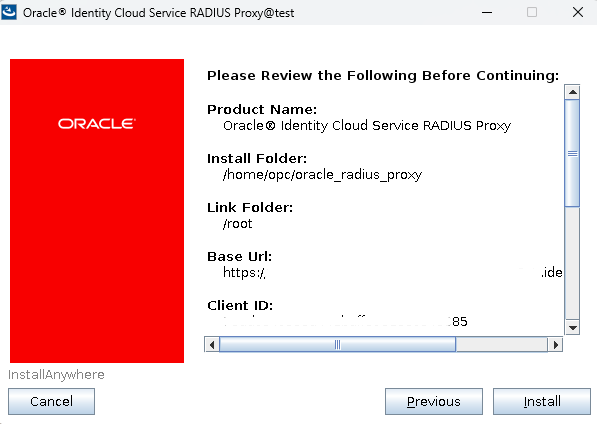 Oracle® Identity Cloud Service RADIUS Proxy@test
ORACLE®
Please Review the Following Before Continuing:
Product Name:
Oracle® Identity Cloud Service RADIUS Proxy
Install Folder:
/home/opc/oracle_radius_proxy
Link Folder:
/root
Base Url:
https:/ .ide
Client ID:
85
InstallAnywhere
Cancel
Previous
Install